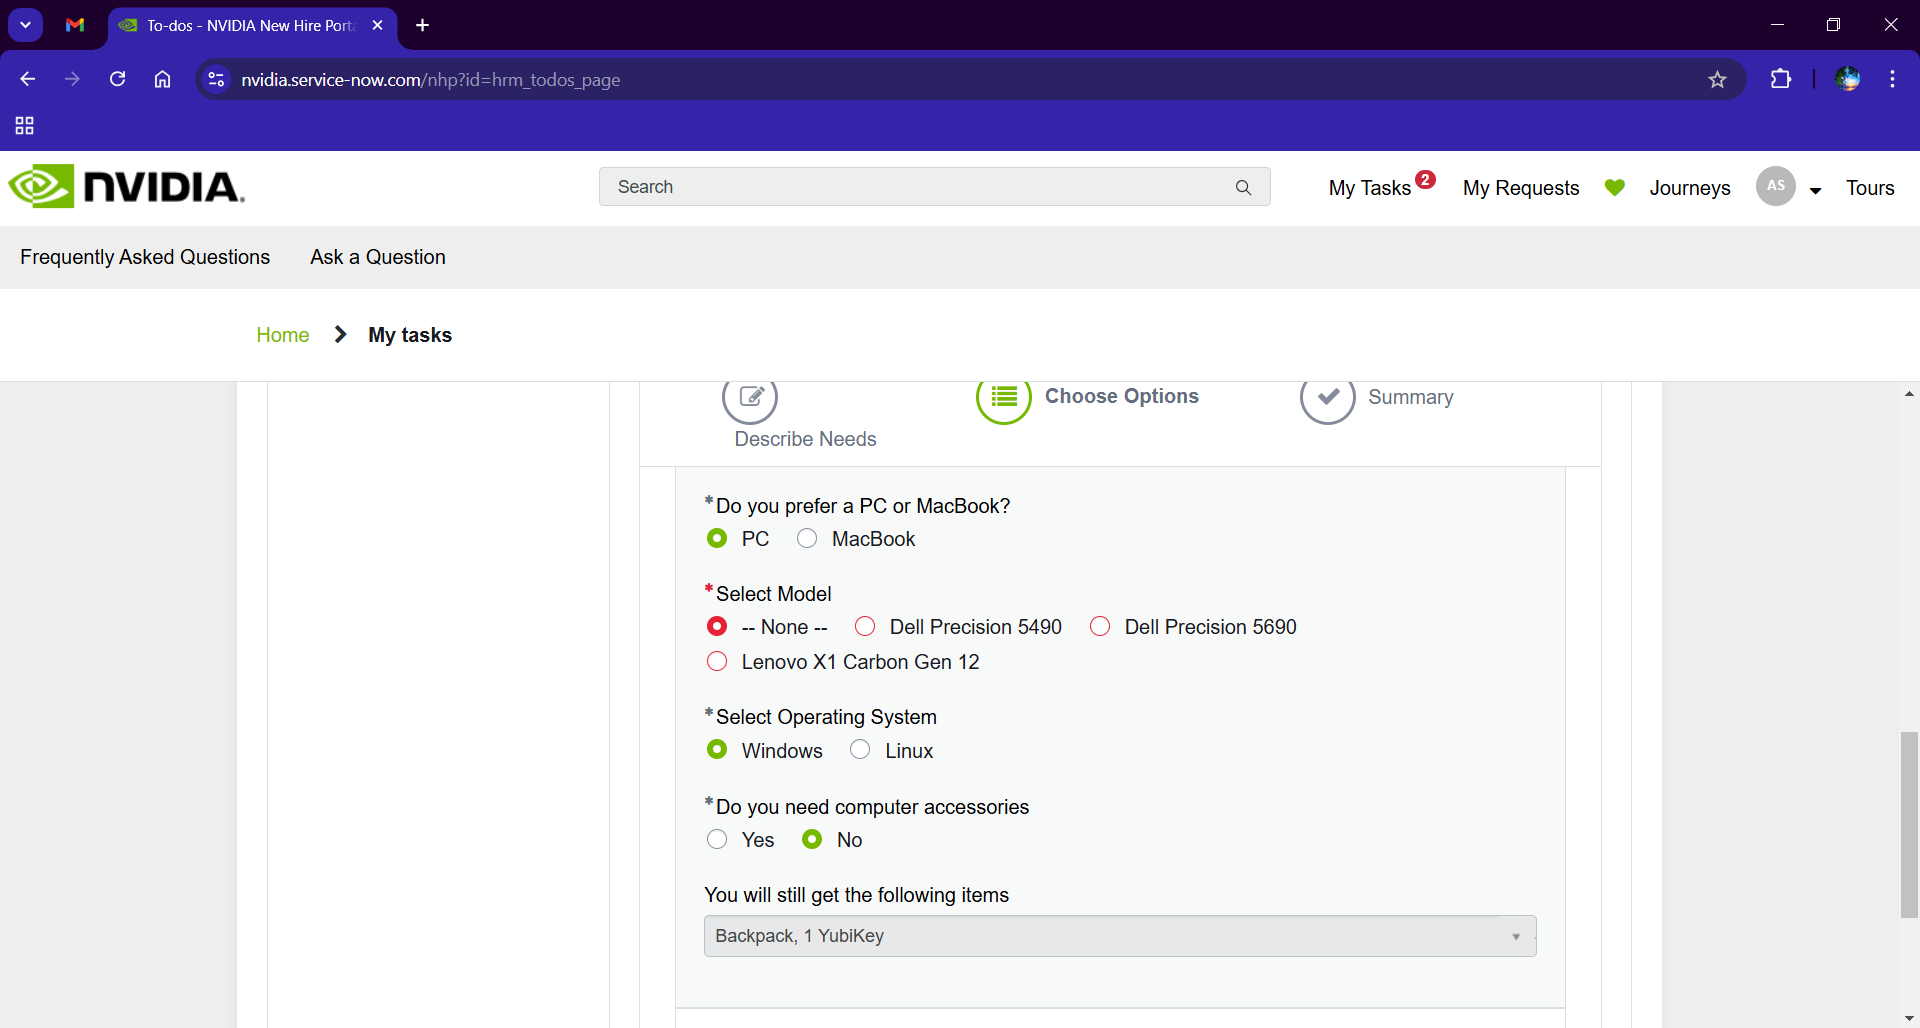 To-dos - NVIDIA New Hire Port
nvidia.service-now.com/nhp?id=hrm_todos_page
NVIDIA.
Search
My Tasks 2
My Requests
Journeys
AS
Tours
Frequently Asked Questions
Ask a Question
Home
My tasks
Describe Needs
Choose Options
Summary
*Do you prefer a PC or MacBook?
PC MacBook
*Select Model
-- None -- Dell Precision 5490 Dell Precision 5690
Lenovo X1 Carbon Gen 12
*Select Operating System
Windows Linux
*Do you need computer accessories
Yes No
You will still get the following items
Backpack, 1 YubiKey